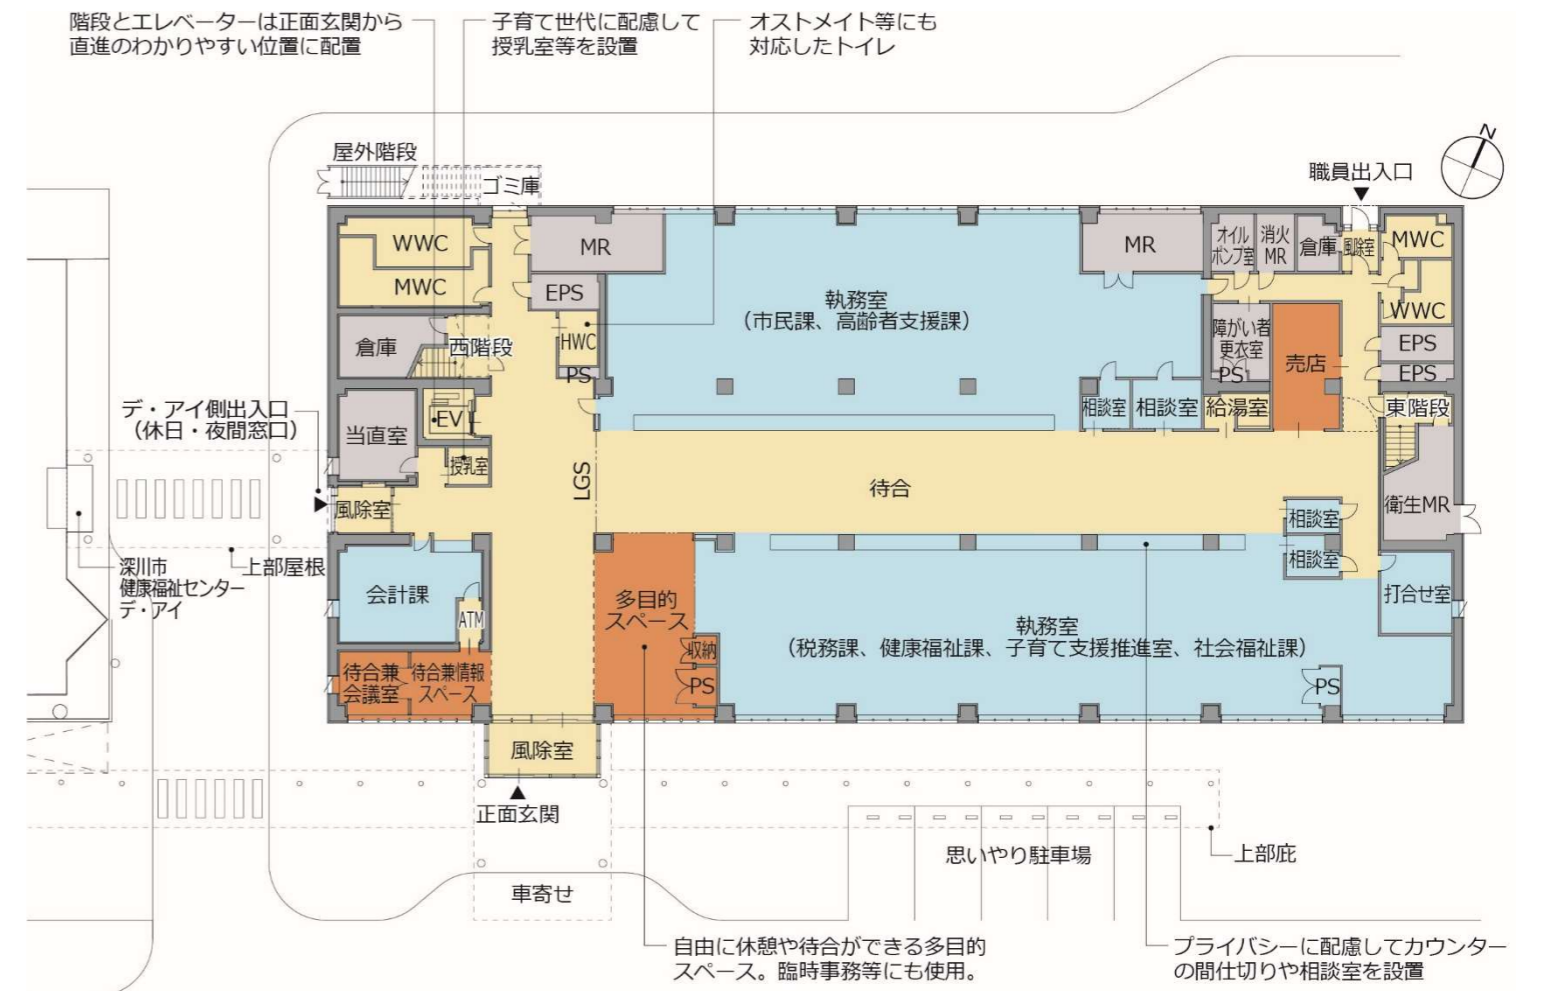 階段とエレベーターは正面玄関から
直進のわかりやすい位置に配置
子育て世代に配慮して
授乳室等を設置
オストメイト等にも
対応したトイレ
N
屋外階段
ゴミ庫
職員出入口
WWC
MWC
MR
EPS
HWC
PS
倉庫
西階段
執務室
(市民課、高齢者支援課)
MR
オイル
ポンプ室
消火
MR
倉庫
風除室
MWC
WWC
障がい者
更衣室
PS
売店
EPS
EPS
デ・アイ側出入口
(休日・夜間窓口)
当直室
EV
授乳室
相談室
相談室
給湯室
東階段
風除室
LGS
待合
相談室
相談室
衛生MR
深川市
健康福祉センター
デ・アイ
上部屋根
会計課
ATM
待合兼
会議室
待合兼情報
スペース
多目的
スペース
収納
PS
執務室
(税務課、健康福祉課、子育て支援推進室、社会福祉課)
PS
打合せ室
風除室
正面玄関
車寄せ
思いやり駐車場
上部庇
自由に休憩や待合ができる多目的
スペース。臨時事務等にも使用。
プライバシーに配慮してカウンター
の間仕切りや相談室を設置